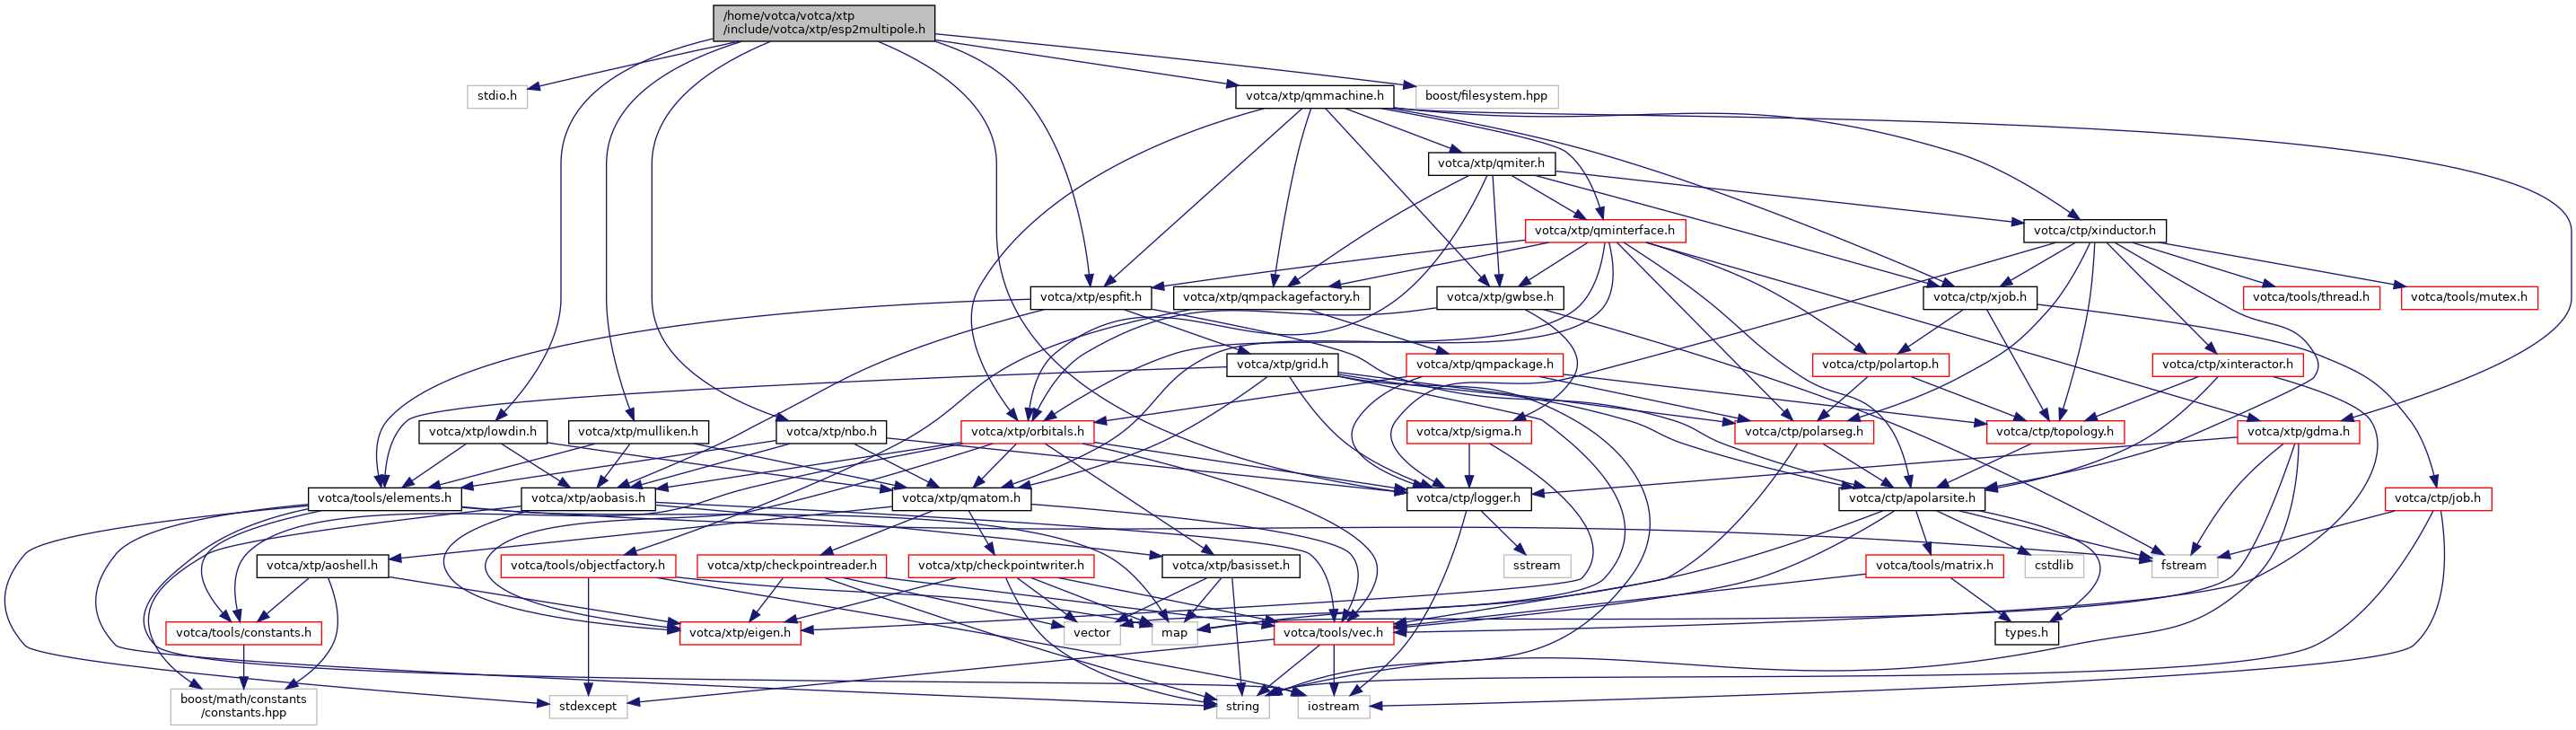 /home/votca/votca/xtp
/include/votca/xtp/esp2multipole.h
stdio.h
votca/xtp/qmmachine.h
boost/filesystem.hpp
votca/xtp/qmiter.h
votca/xtp/qminterface.h
votca/ctp/xinductor.h
votca/xtp/espfit.h
votca/xtp/qmpackagefactory.h
votca/xtp/gwbse.h
votca/ctp/xjob.h
votca/tools/thread.h
votca/tools/mutex.h
votca/xtp/grid.h
votca/xtp/qmpackage.h
votca/ctp/polartop.h
votca/ctp/xinteractor.h
votca/xtp/lowdin.h
votca/xtp/mulliken.h
votca/xtp/nbo.h
votca/xtp/orbitals.h
votca/xtp/sigma.h
votca/ctp/polarseg.h
votca/ctp/topology.h
votca/xtp/gdma.h
votca/tools/elements.h
votca/xtp/aobasis.h
votca/xtp/qmatom.h
votca/ctp/logger.h
votca/ctp/apolarsite.h
votca/ctp/job.h
votca/xtp/aoshell.h
votca/tools/objectfactory.h
votca/xtp/checkpointreader.h
votca/xtp/checkpointwriter.h
votca/xtp/basisset.h
sstream
votca/tools/matrix.h
cstdlib
fstream
votca/tools/constants.h
votca/xtp/eigen.h
vector
map
votca/tools/vec.h
types.h
boost/math/constants
/constants.hpp
stdexcept
string
iostream